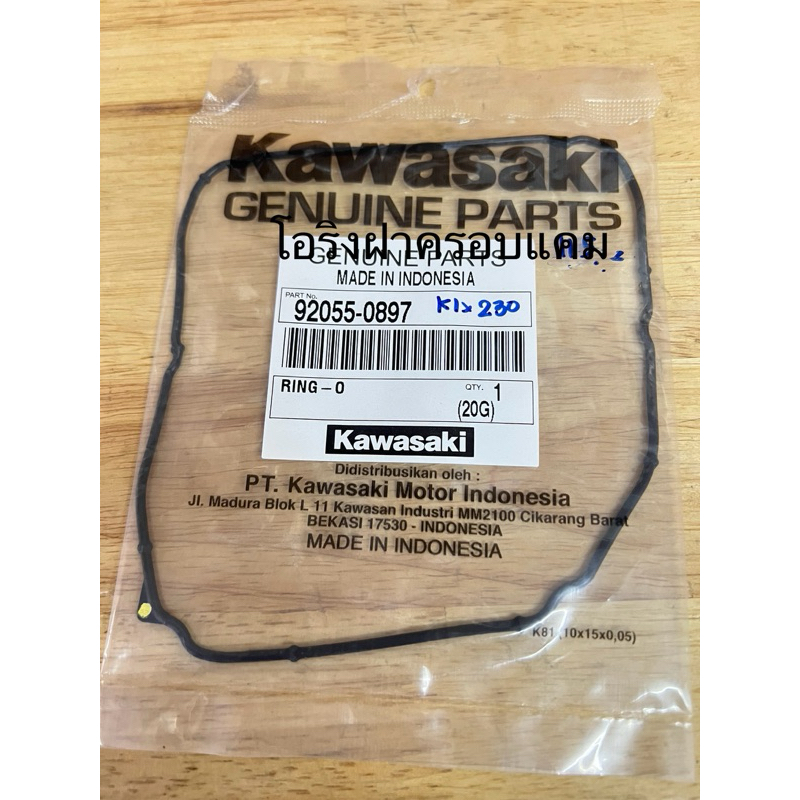 Kawasaki
GENUINE PARTS
โอริงฝาครอบแคม
GENUINE PARTS
MADE IN INDONESIA
PART No.
92055-0897 Klx 230
RING-O QTY. 1
(20G)
Kawasaki
Didistribusikan oleh :
PT. Kawasaki Motor Indonesia
Jl. Madura Blok L 11 Kawasan Industri MM2100 Cikarang Barat
BEKASI 17530 - INDONESIA
MADE IN INDONESIA
K81 (10x15x0,05)